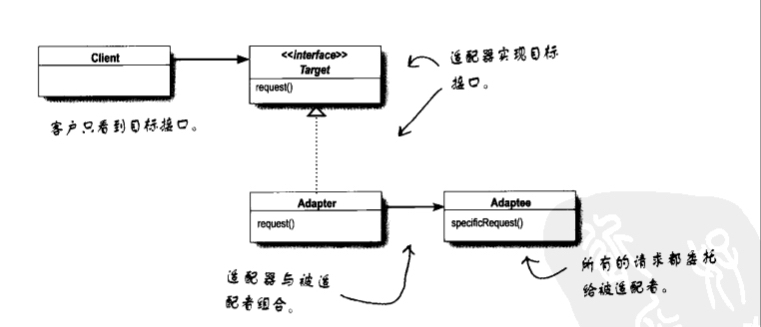 Client
<<interface>>
Target
request()
适配器实现目标
接口。
客户只看到目标接口。
Adapter
request()
Adaptee
specificRequest()
适配器与被适
配者组合。
所有的请求都委托
给被适配者。